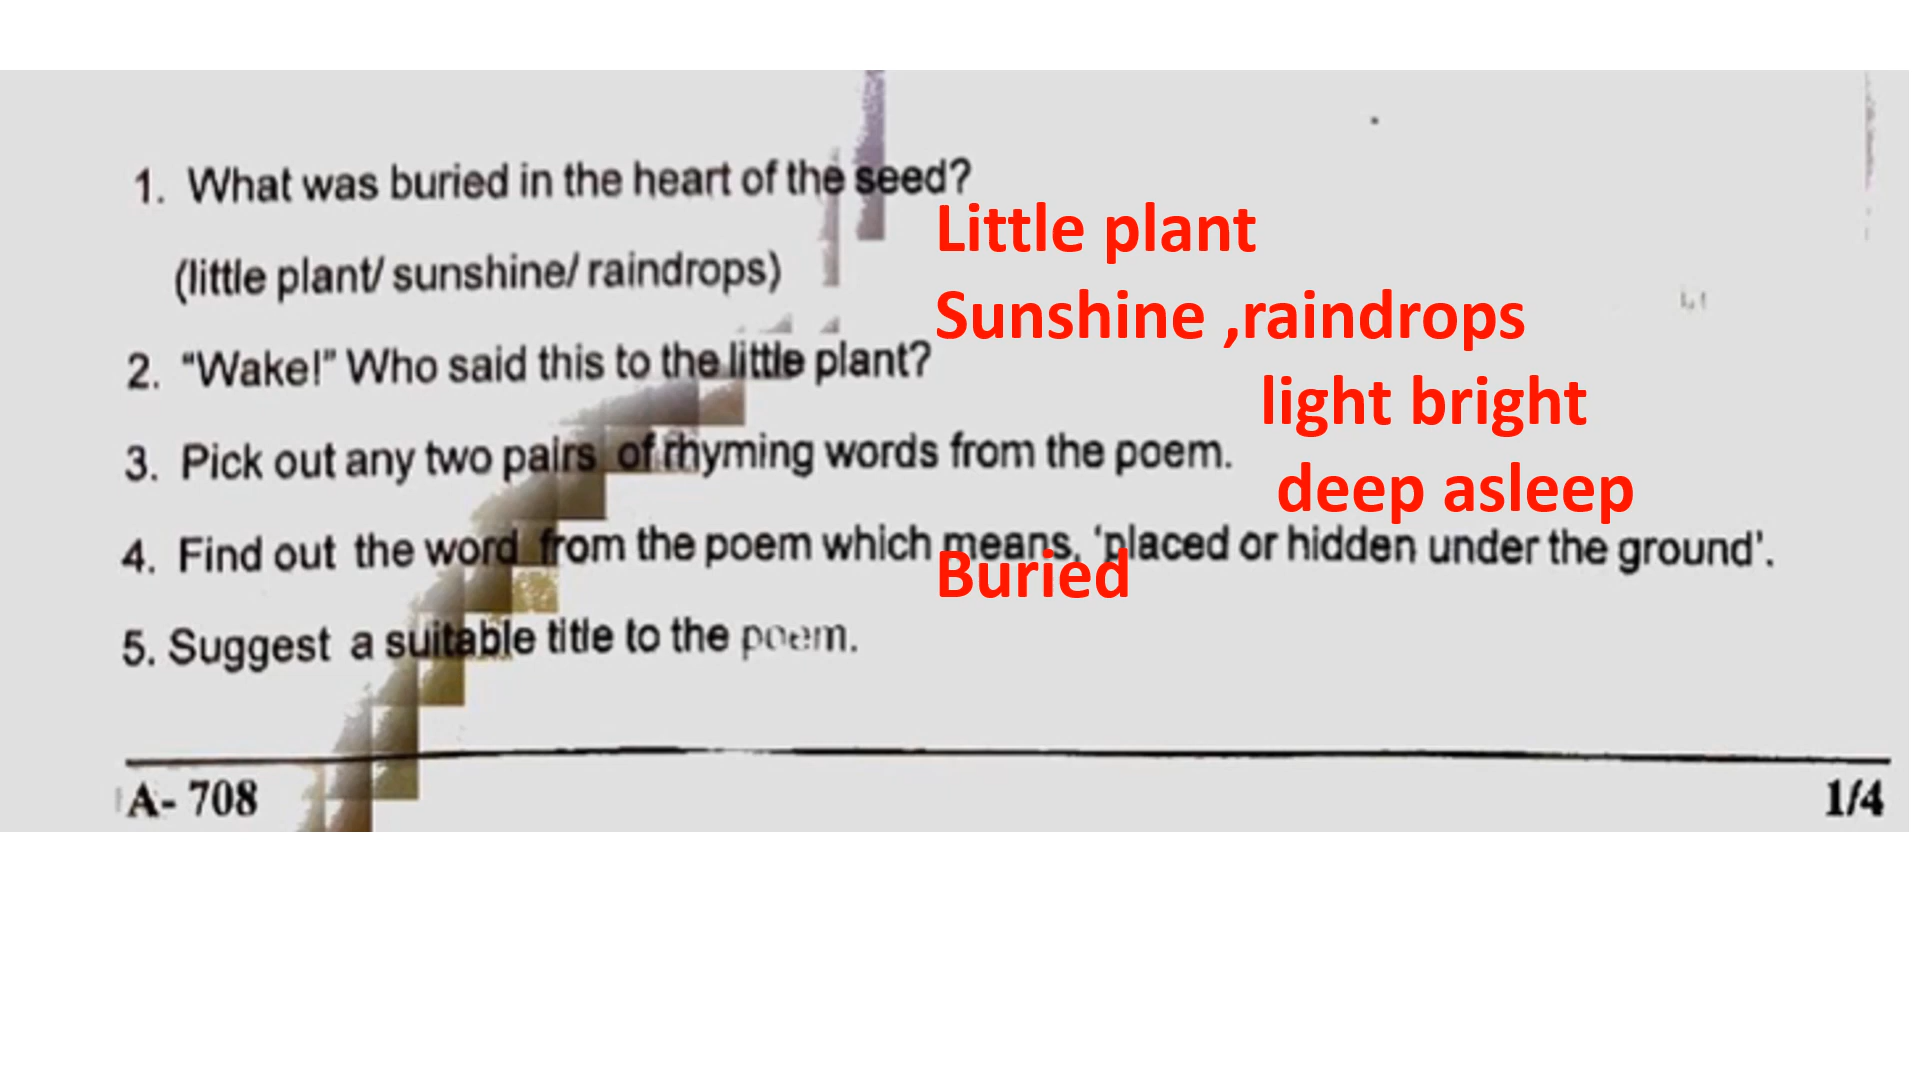 1. What was buried in the heart of the seed?
Little plant
(little plant/ sunshine/ raindrops)
Sunshine ,raindrops
2. "Wake!" Who said this to the little plant?
light bright
3. Pick out any two pairs of rhyming words from the poem.
deep asleep
4. Find out the word from the poem which means, 'placed or hidden under the ground'.
Buried
5. Suggest a suitable title to the poem.
A- 708
1/4